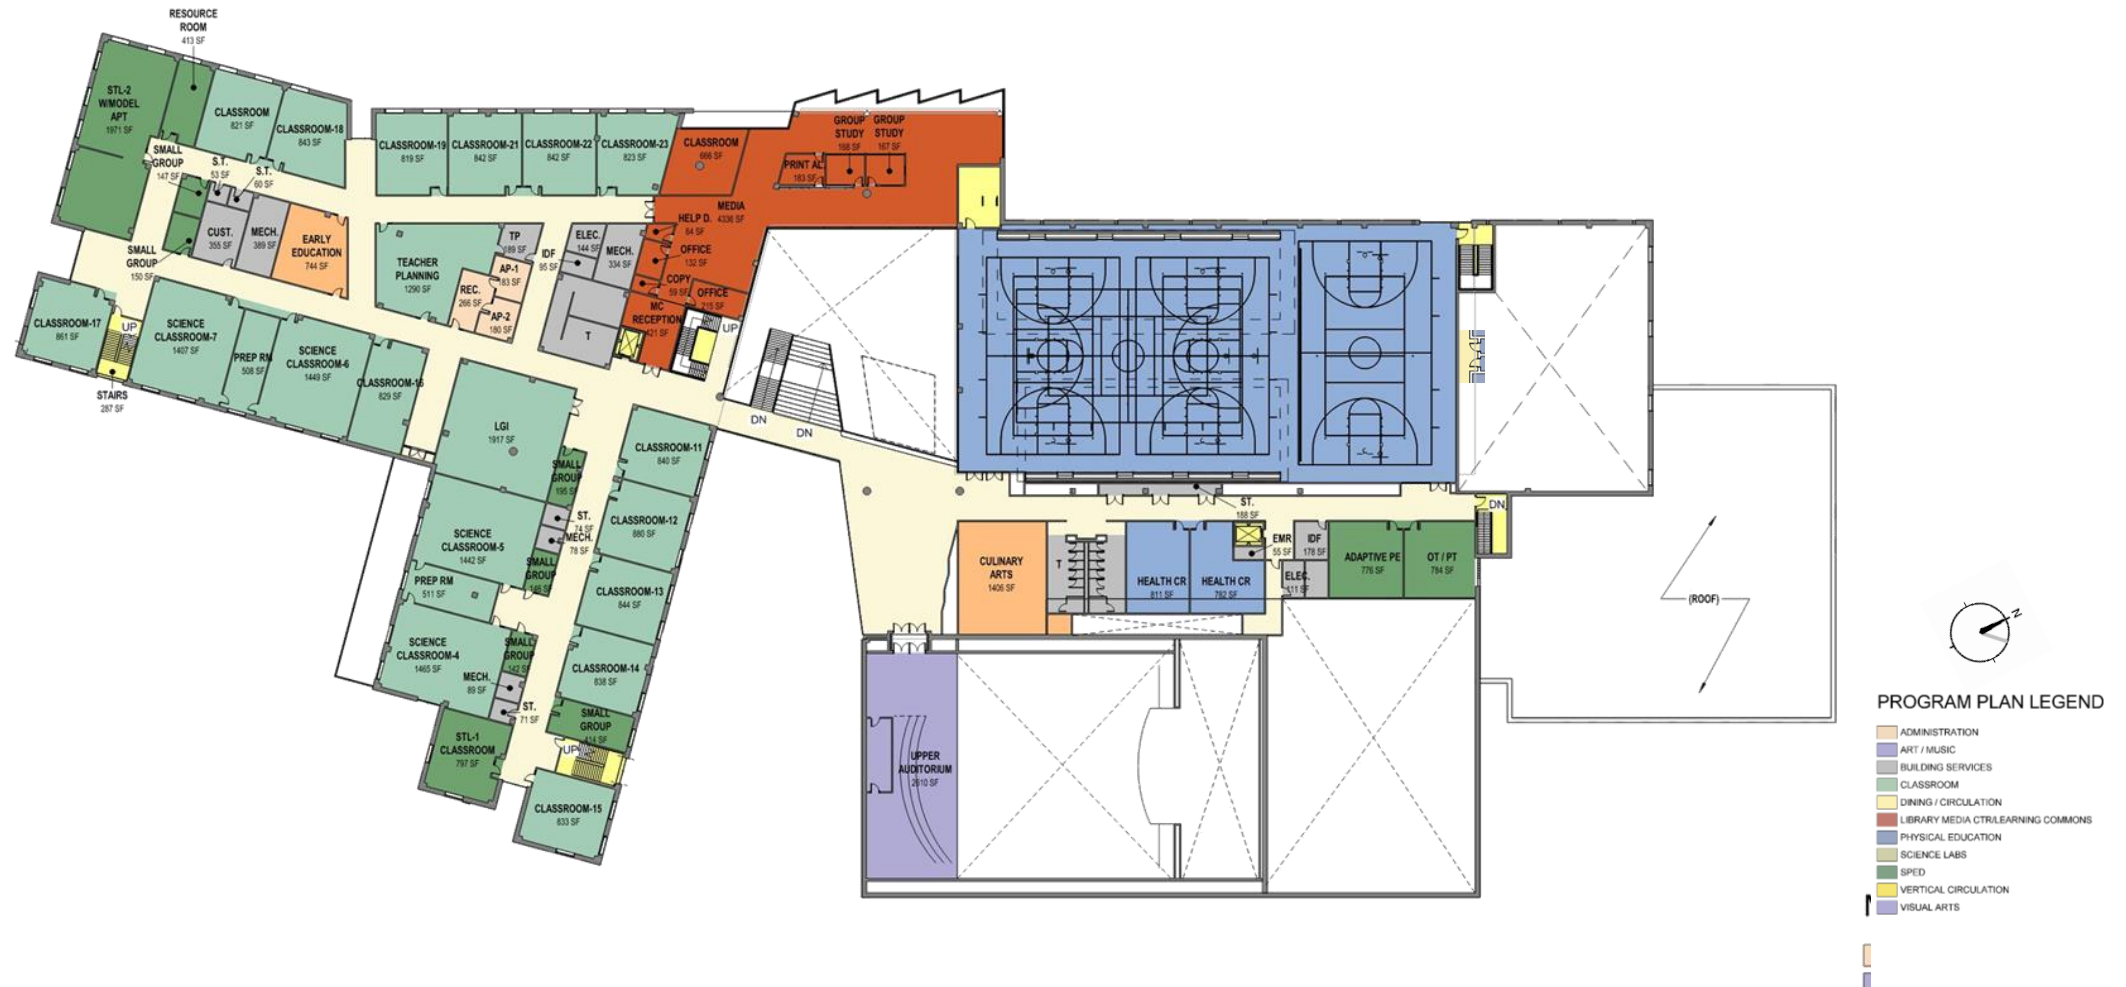 RESOURCE
ROOM
413 SF
STL-2
W/MODEL
APT
1971 SF
CLASSROOM
821 SF
CLASSROOM-18
843 SF
SMALL
GROUP
147 SF
S.T.
53 SF
S.T.
60 SF
CUST.
355 SF
MECH.
389 SF
EARLY
EDUCATION
744 SF
SMALL
GROUP
150 SF
CLASSROOM-17
861 SF
UP
STAIRS
287 SF
SCIENCE
CLASSROOM-7
1407 SF
PREP RM
508 SF
SCIENCE
CLASSROOM-6
1449 SF
CLASSROOM-16
829 SF
CLASSROOM-19
819 SF
CLASSROOM-21
842 SF
CLASSROOM-22
842 SF
CLASSROOM-23
823 SF
CLASSROOM
666 SF
GROUP
STUDY
168 SF
GROUP
STUDY
167 SF
PRINT AL.
183 SF
MEDIA
4336 SF
HELP D.
84 SF
OFFICE
132 SF
COPY
59 SF
OFFICE
215 SF
MC
RECEPTION
421 SF
UP
TEACHER
PLANNING
1290 SF
TP
189 SF
AP-1
183 SF
REC.
266 SF
AP-2
180 SF
IDF
95 SF
ELEC.
144 SF
MECH.
334 SF
T
DN
DN
LGI
1917 SF
SMALL
GROUP
195 SF
ST.
74 SF
MECH.
78 SF
SMALL
GROUP
SCIENCE
CLASSROOM-5
1442 SF
PREP RM
511 SF
SCIENCE
CLASSROOM-4
1465 SF
SMALL
GROUP
142 SF
MECH.
89 SF
ST.
71 SF
STL-1
CLASSROOM
797 SF
CLASSROOM-11
840 SF
CLASSROOM-12
880 SF
CLASSROOM-13
844 SF
CLASSROOM-14
838 SF
SMALL
GROUP
414 SF
UP
CLASSROOM-15
833 SF
CULINARY
ARTS
1406 SF
T
HEALTH CR
811 SF
HEALTH CR
782 SF
ST.
188 SF
EMR
55 SF
IDF
178 SF
ELEC.
ADAPTIVE PE
776 SF
OT / PT
784 SF
DN
UPPER
AUDITORIUM
2610 SF
(ROOF)
N
PROGRAM PLAN LEGEND
ADMINISTRATION
ART / MUSIC
BUILDING SERVICES
CLASSROOM
DINING / CIRCULATION
LIBRARY MEDIA CTR/LEARNING COMMONS
PHYSICAL EDUCATION
SCIENCE LABS
SPED
VERTICAL CIRCULATION
VISUAL ARTS